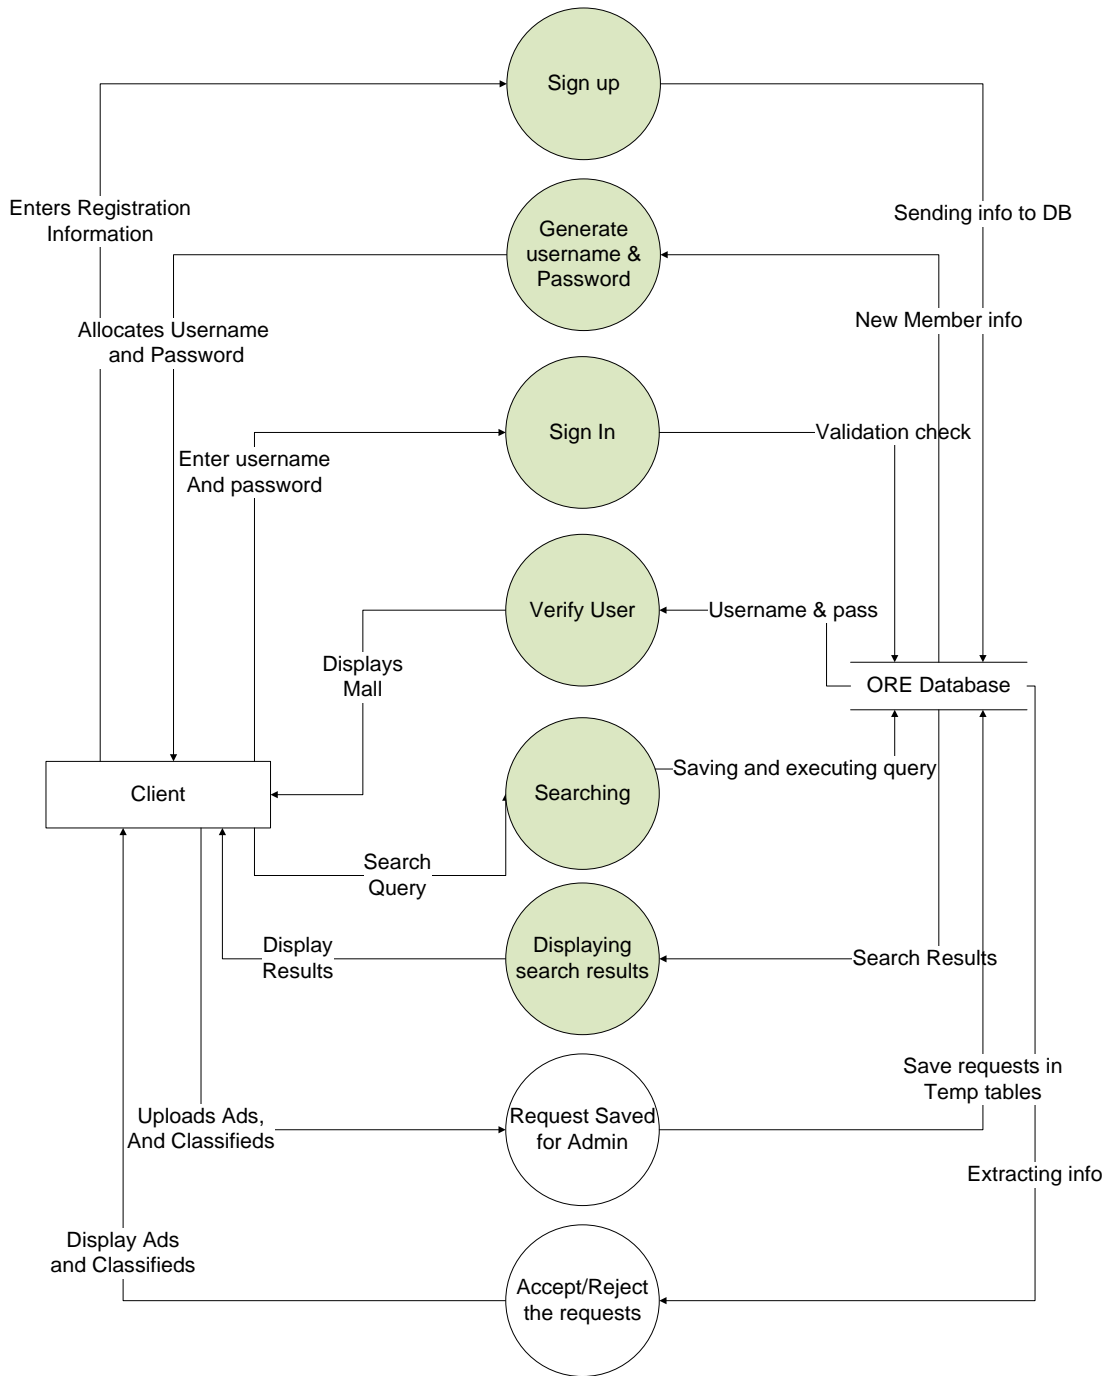 Sign up
Enters Registration
Information
Sending info to DB
Generate
username &
Password
Allocates Username
and Password
New Member info
Sign In
Validation check
Enter username
And password
Verify User
Username & pass
Displays
Mall
ORE Database
Client
Searching
Saving and executing query
Search
Query
Display
Results
Displaying
search results
Search Results
Uploads Ads,
And Classifieds
Request Saved
for Admin
Save requests in
Temp tables
Extracting info
Display Ads
and Classifieds
Accept/Reject
the requests